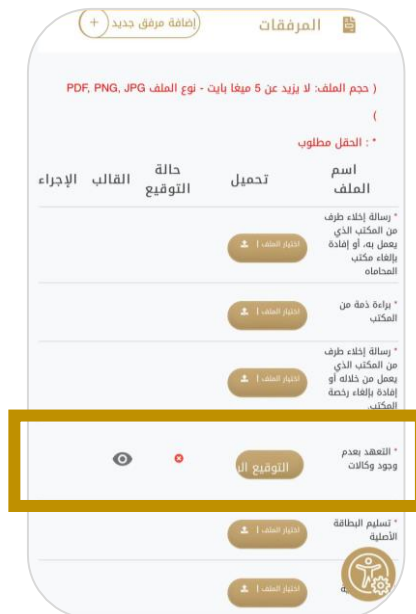 المرفقات
إضافة مرفق جديد ( + )
( حجم الملف: لا يزيد عن 5 ميغا بايت - نوع الملف PDF, PNG, JPG
)
* : الحقل مطلوب
اسم الملف تحميل حالة التوقيع القالب الإجراء
* رسالة إخلاء طرف
من المكتب الذي
يعمل به، أو إفادة
بإلغاء مكتب
المحاماه
اختيار الملف |
* براءة ذمة من
المكتب
اختيار الملف |
* رسالة إخلاء طرف
من المكتب الذي
يعمل من خلاله أو
إفادة بإلغاء رخصة
المكتب.
اختيار الملف |
* التعهد بعدم
وجود وكالات
التوقيع الر
* تسليم البطاقة
الأصلية
اختيار الملف |
اختيار الملف |